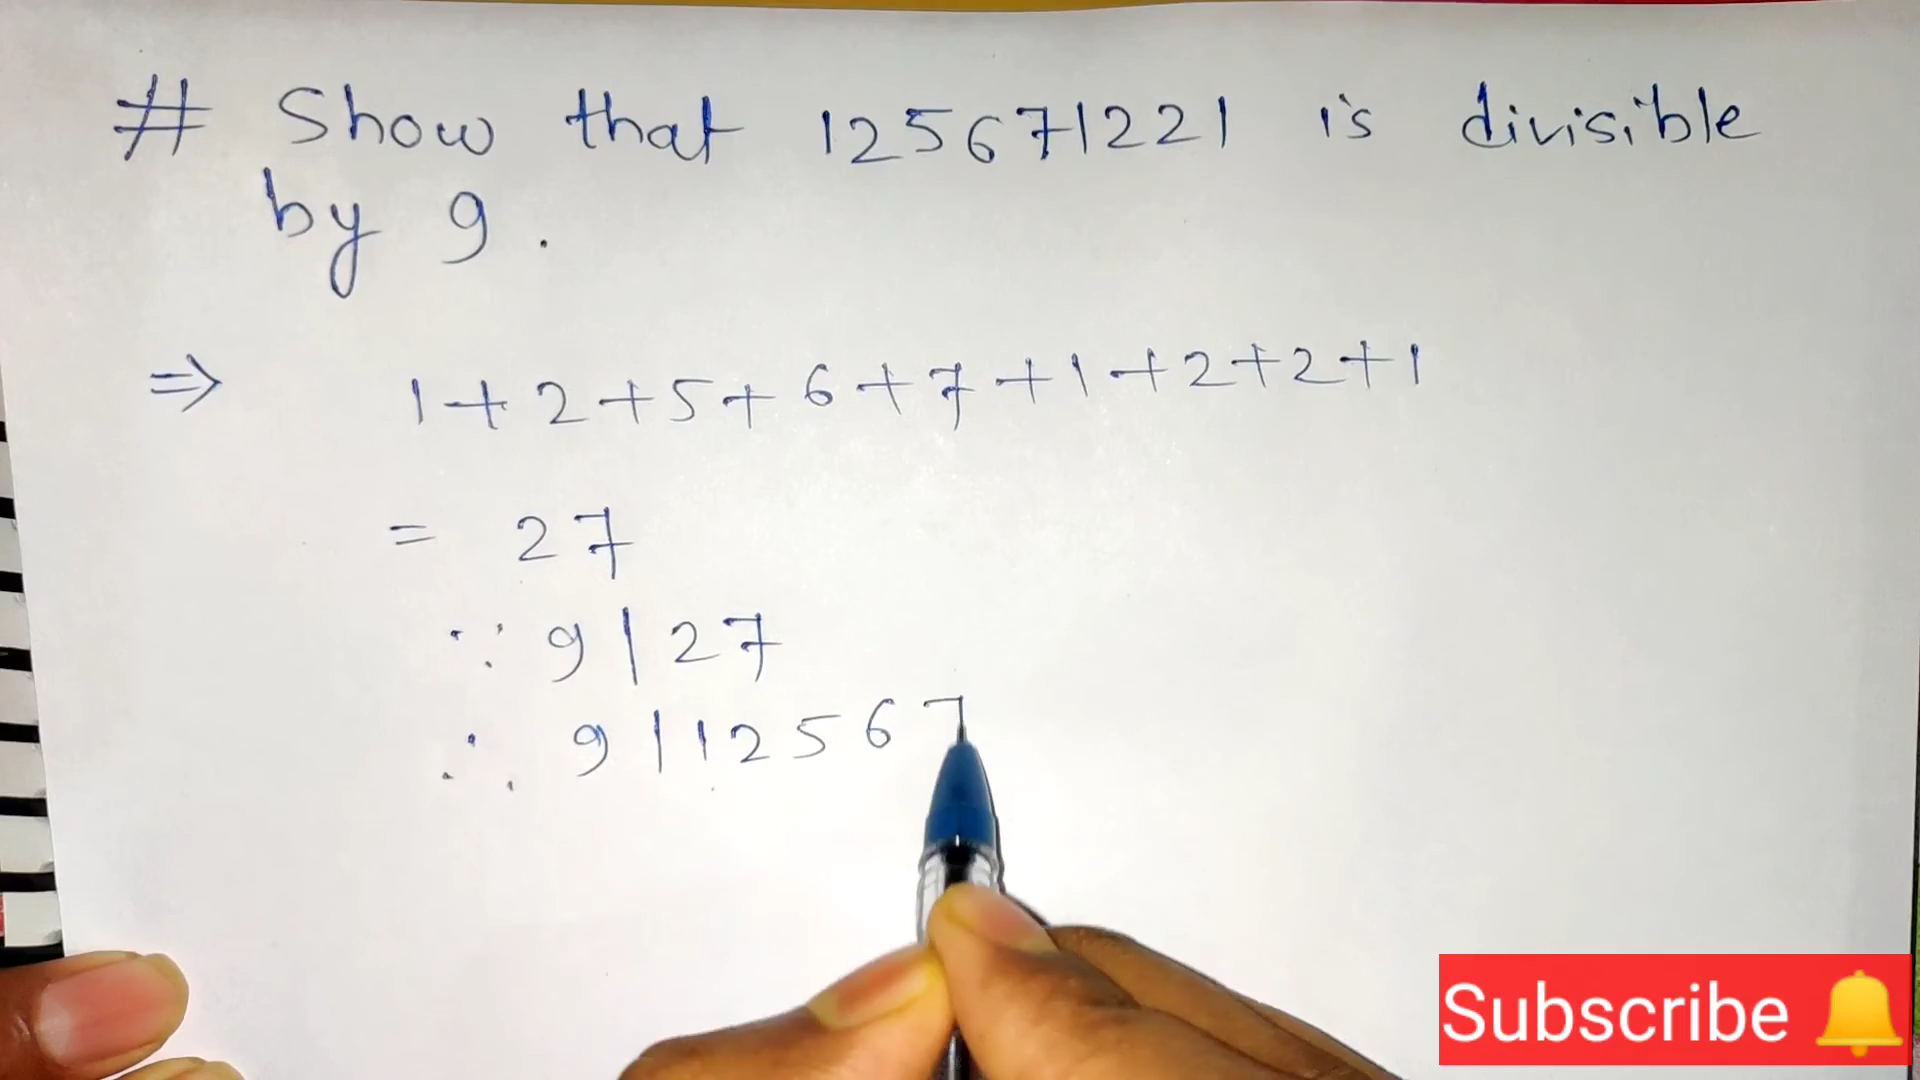 # Show that 125671221 is divisible
by 9.
⇒ 1+2+5+6+7+1+2+2+1
= 27
∵ 9|27
∴ 9|12567
Subscribe